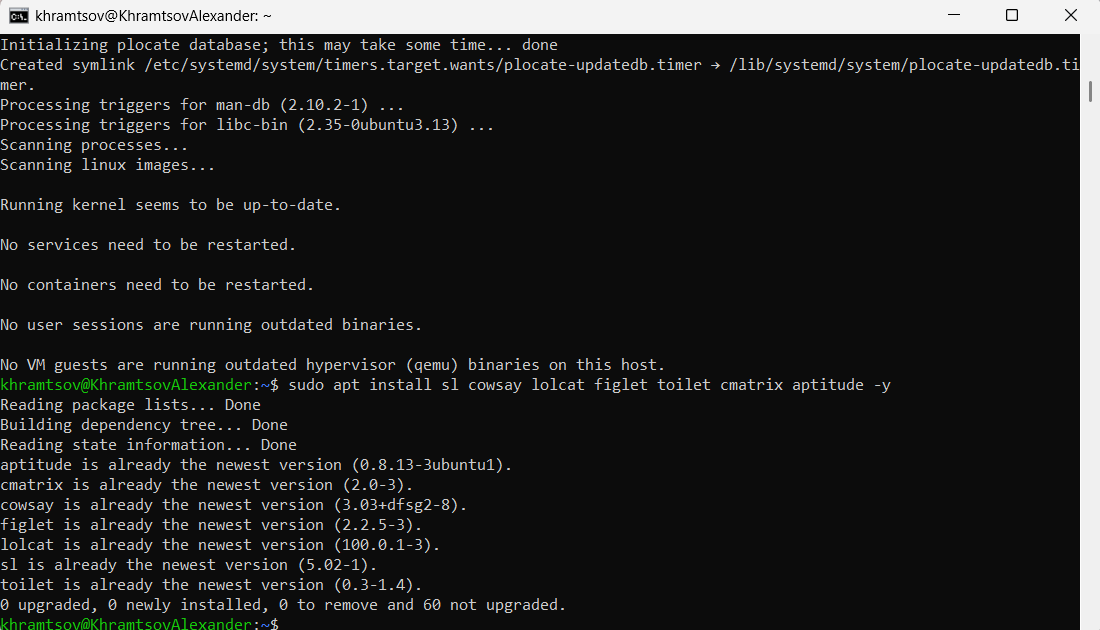 khramtsov@KhramtsovAlexander: ~
Initializing plocate database; this may take some time... done
Created symlink /etc/systemd/system/timers.target.wants/plocate-updatedb.timer → /lib/systemd/system/plocate-updatedb.ti
mer.
Processing triggers for man-db (2.10.2-1) ...
Processing triggers for libc-bin (2.35-0ubuntu3.13) ...
Scanning processes...
Scanning linux images...
Running kernel seems to be up-to-date.
No services need to be restarted.
No containers need to be restarted.
No user sessions are running outdated binaries.
No VM guests are running outdated hypervisor (qemu) binaries on this host.
khramtsov@KhramtsovAlexander:~$ sudo apt install sl cowsay lolcat figlet toilet cmatrix aptitude -y
Reading package lists... Done
Building dependency tree... Done
Reading state information... Done
aptitude is already the newest version (0.8.13-3ubuntu1).
cmatrix is already the newest version (2.0-3).
cowsay is already the newest version (3.03+dfsg2-8).
figlet is already the newest version (2.2.5-3).
lolcat is already the newest version (100.0.1-3).
sl is already the newest version (5.02-1).
toilet is already the newest version (0.3-1.4).
0 upgraded, 0 newly installed, 0 to remove and 60 not upgraded.
khramtsov@KhramtsovAlexander:~$